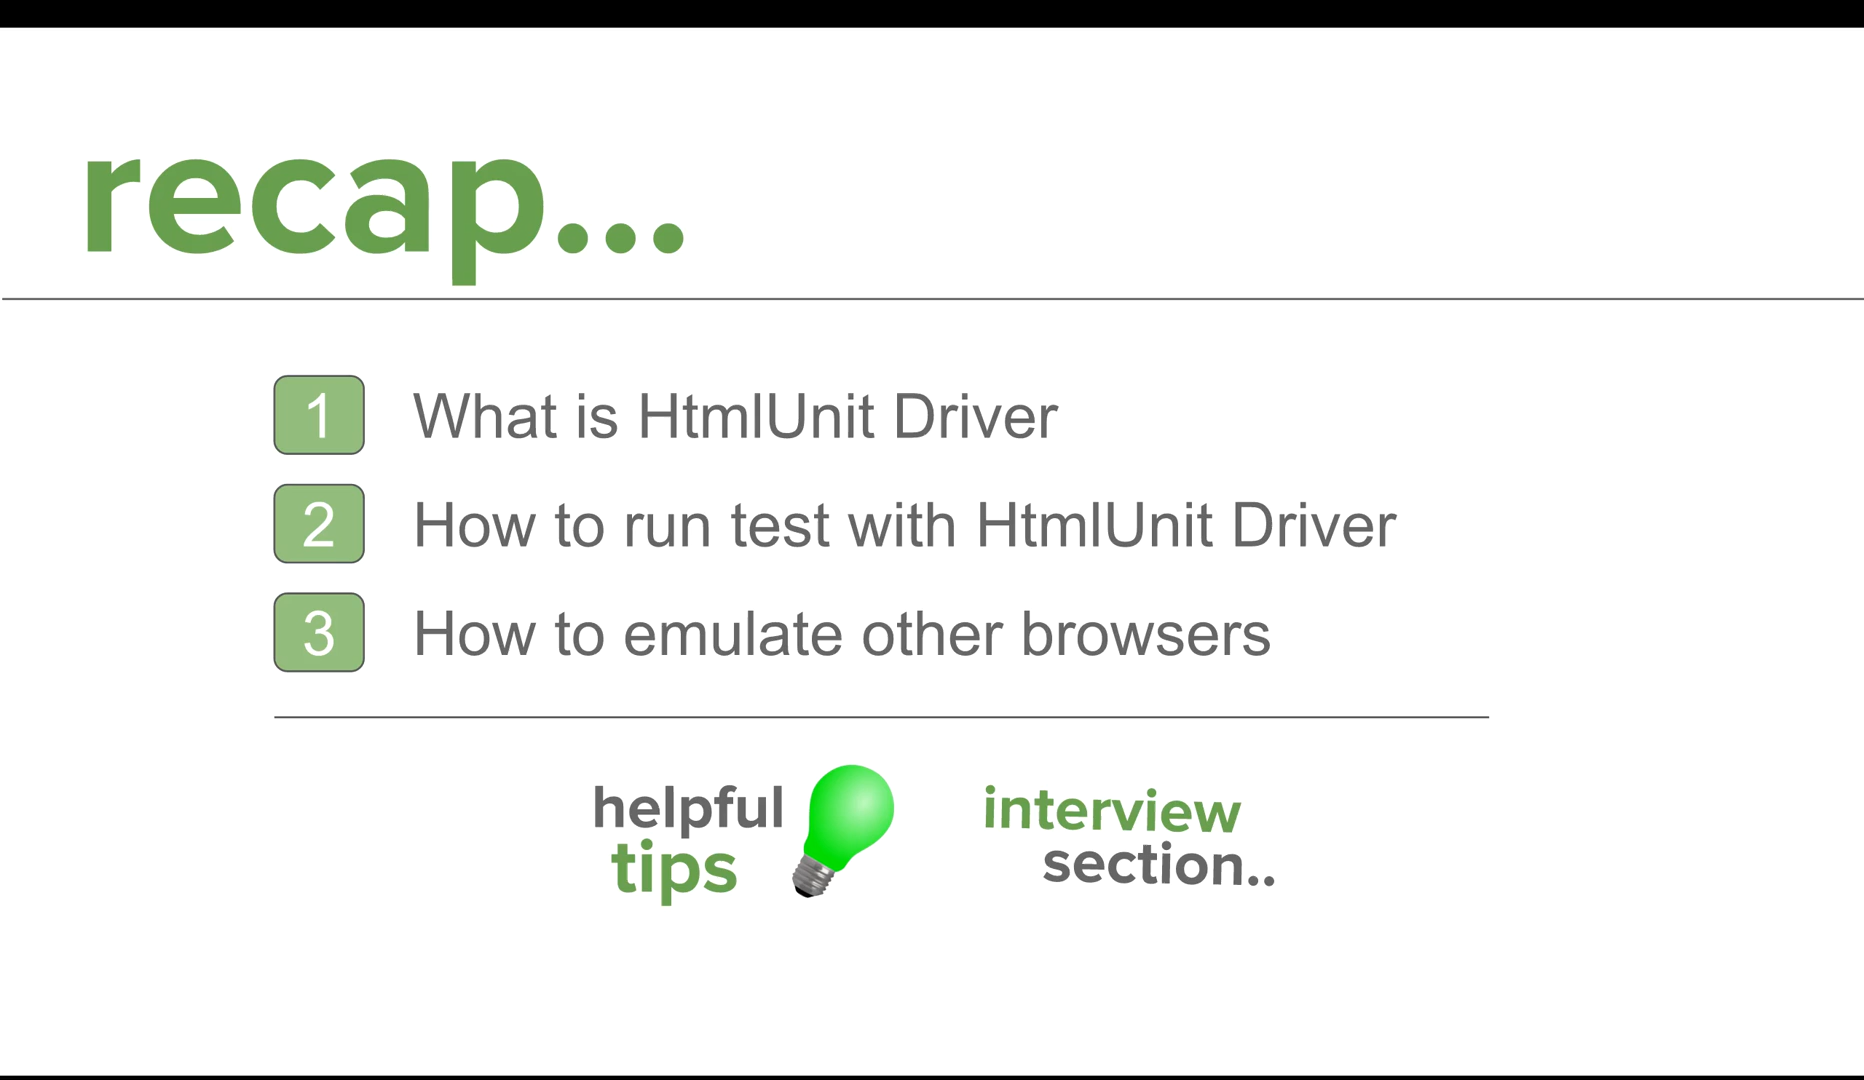 recap...
1 What is HtmlUnit Driver
2 How to run test with HtmlUnit Driver
3 How to emulate other browsers
helpful
tips
interview
section..